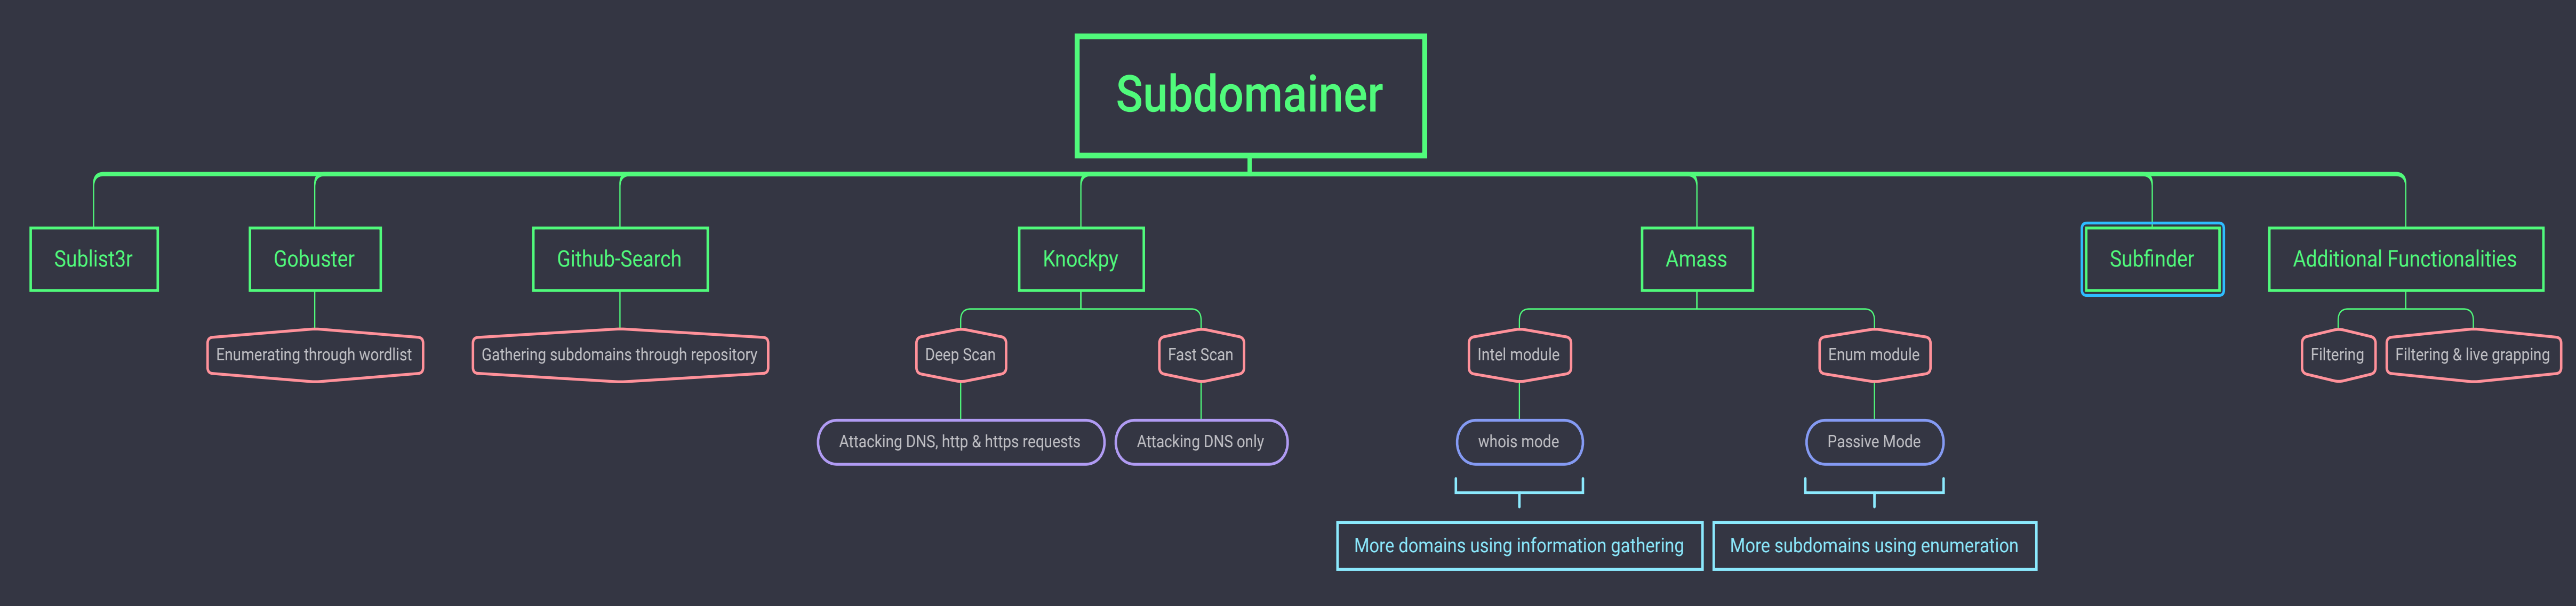 Subdomainer
Sublist3r
Gobuster
Github-Search
Knockpy
Amass
Subfinder
Additional Functionalities
Enumerating through wordlist
Gathering subdomains through repository
Deep Scan
Fast Scan
Intel module
Enum module
Filtering
Filtering & live grapping
Attacking DNS, http & https requests
Attacking DNS only
whois mode
Passive Mode
More domains using information gathering
More subdomains using enumeration